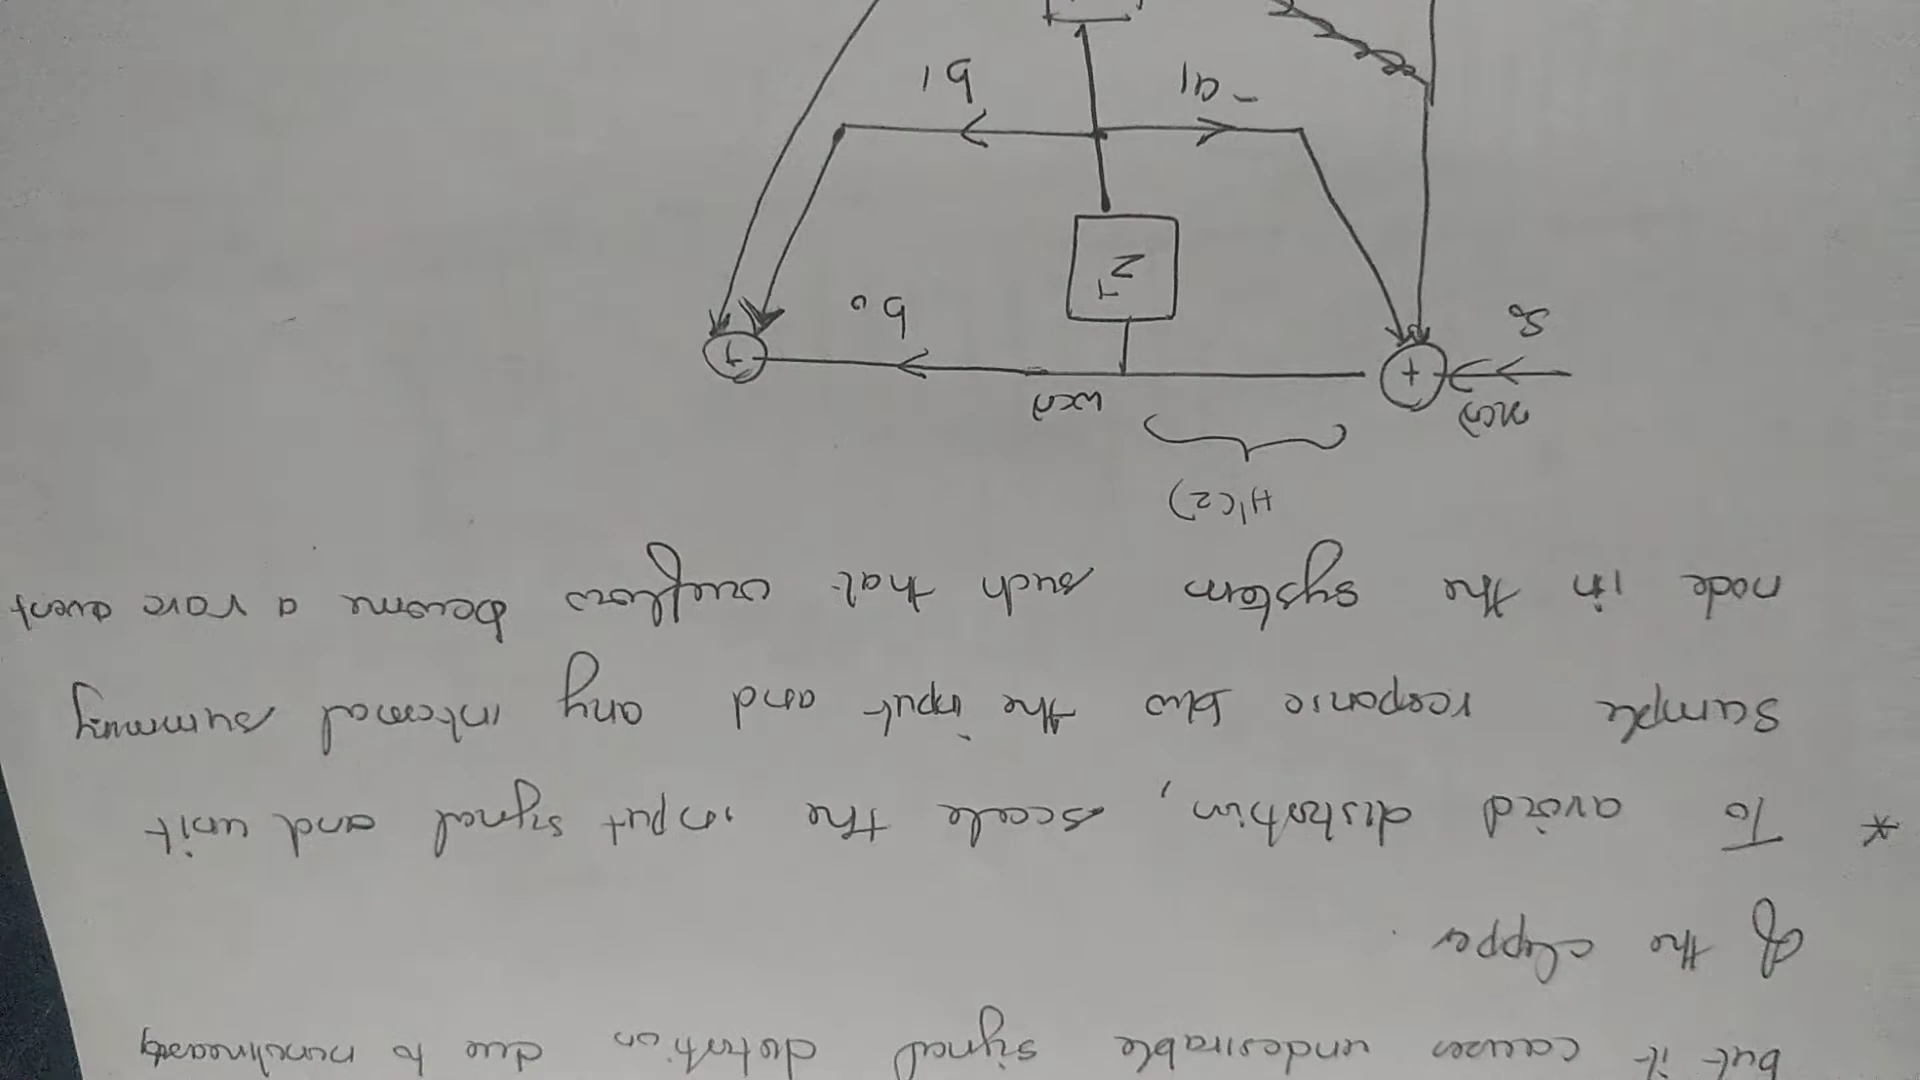 but it causes undesirable signal distortion due to nonlinearity
of the clipper.
* To avoid distortion, scale the input signal and unit
sample response b/w the input and any internal summing
node in the system such that overflow become a rare event
H'(z)
x(n) w(n)
S₀ + b₀ +
z⁻¹
-a1 b1